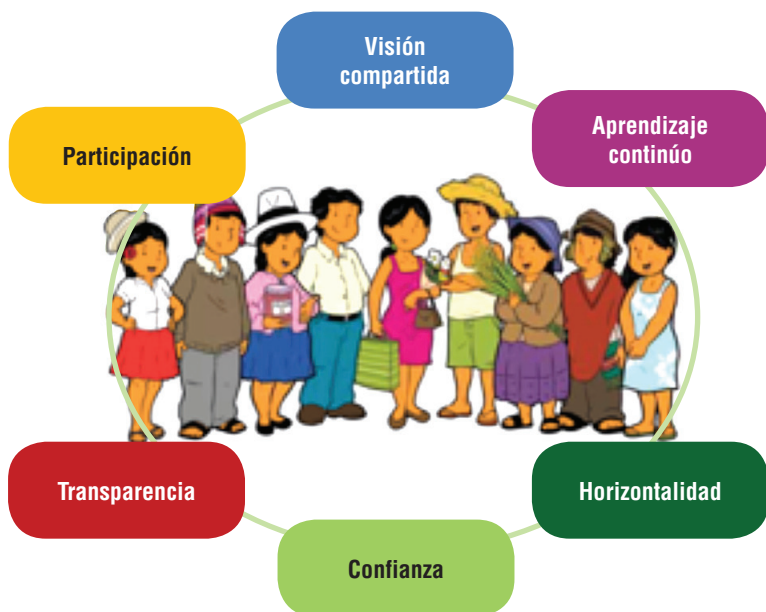 Visión
compartida
Aprendizaje
continúo
Participación
Transparencia
Horizontalidad
Confianza